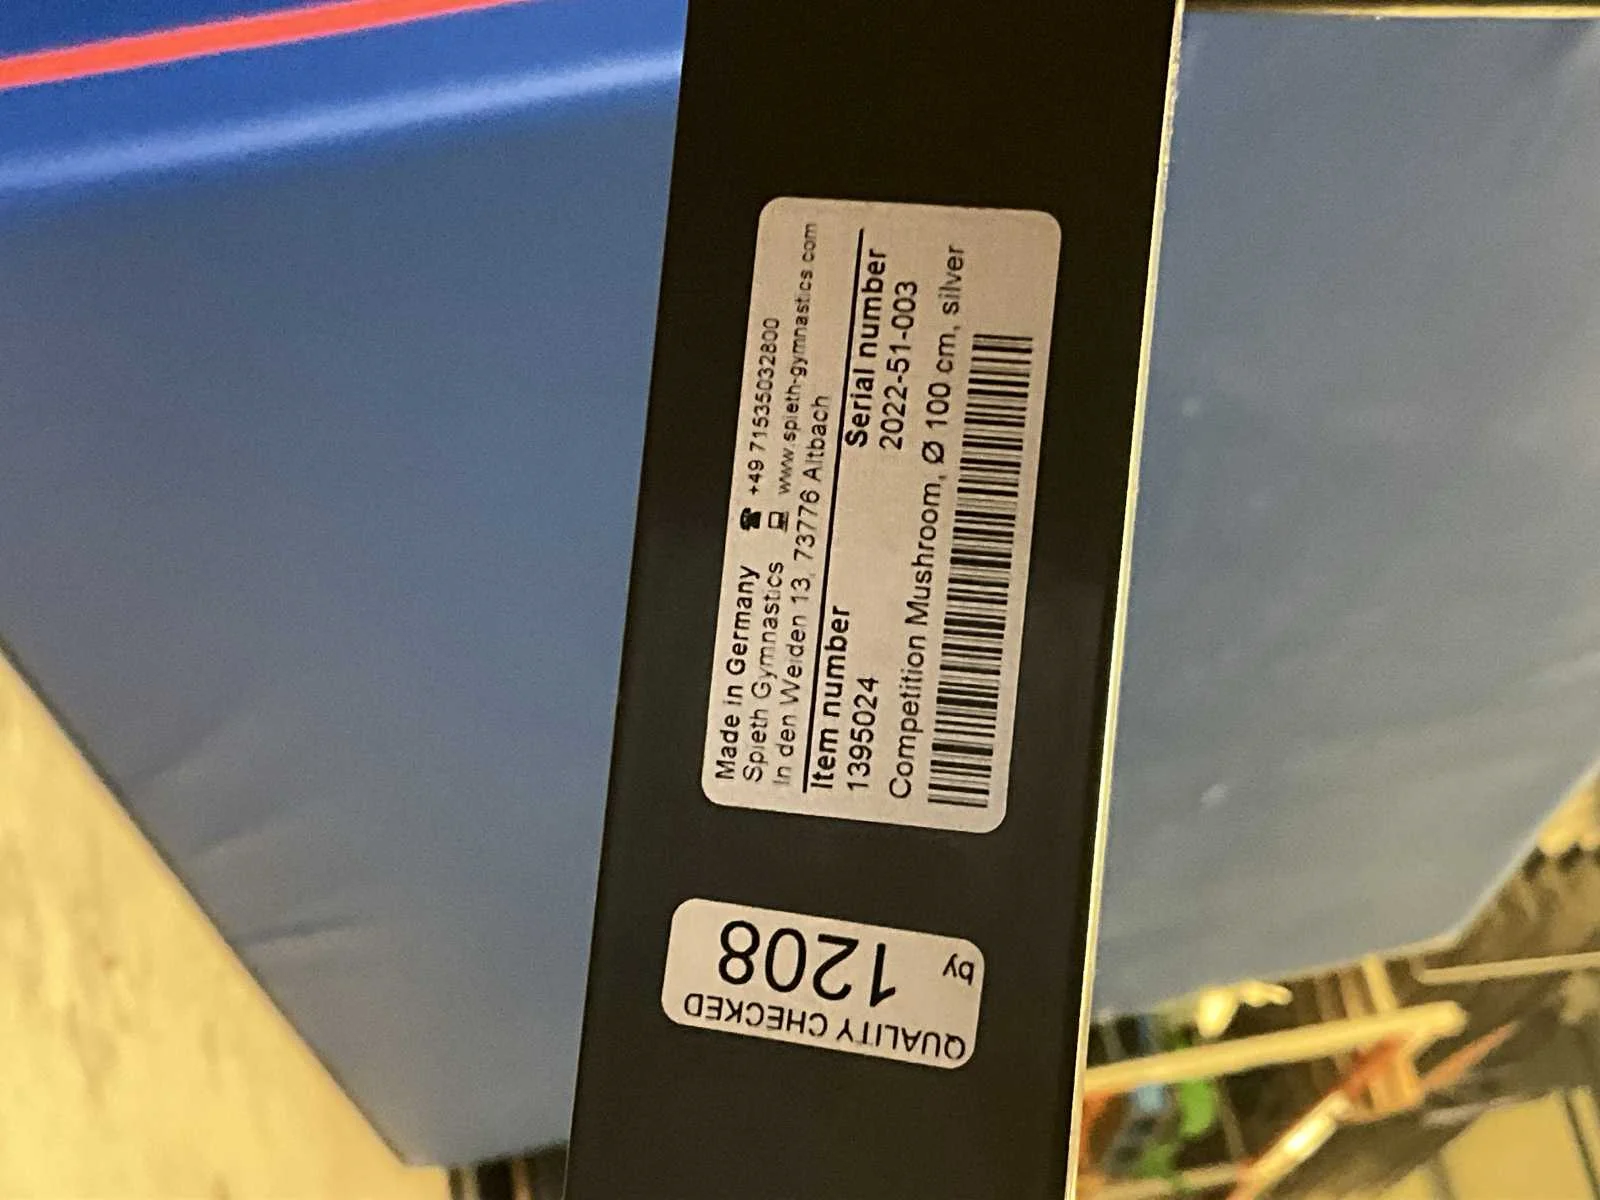 Made in Germany ☎ +49 71535032800
Spieth Gymnastics 💻 www.spieth-gymnastics.com
In den Weiden 13, 73776 Altbach
Item number Serial number
1395024 2022-51-003
Competition Mushroom, Ø 100 cm, silver
QUALITY CHECKED
1208
by